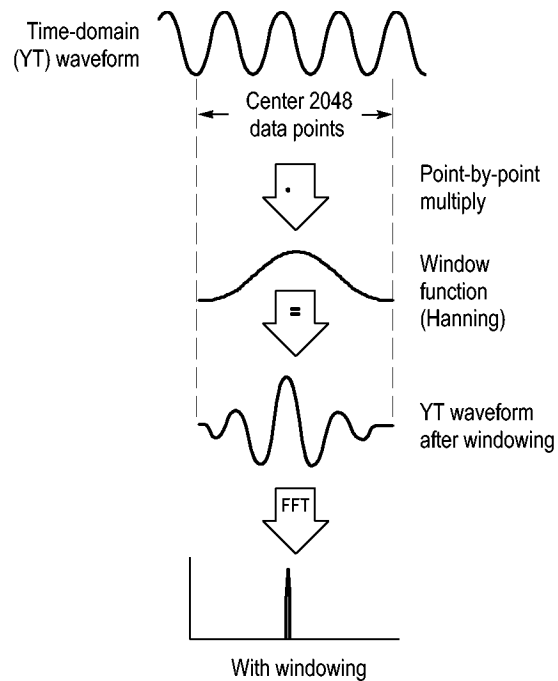 Time-domain
(YT) waveform
Center 2048
data points
Point-by-point
multiply
Window
function
(Hanning)
=
YT waveform
after windowing
FFT
With windowing